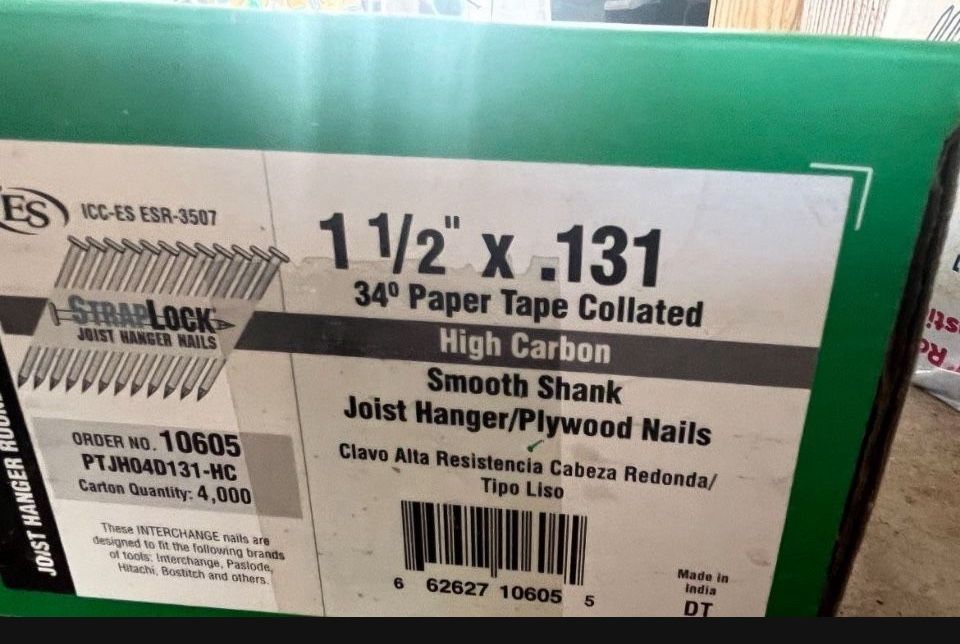 ES
ICC-ES ESR-3507
STRAPLOCK
JOIST HANGER NAILS
ORDER NO. 10605
PTJH04D131-HC
Carton Quantity: 4,000
These INTERCHANGE nails are
designed to fit the following brands
of tools: Interchange, Paslode,
Hitachi, Bostitch and others.
JOIST HANGER
1 1/2" x .131
34º Paper Tape Collated
High Carbon
Smooth Shank
Joist Hanger/Plywood Nails
Clavo Alta Resistencia Cabeza Redonda/
Tipo Liso
6 62627 10605 5
Made in
India
DT